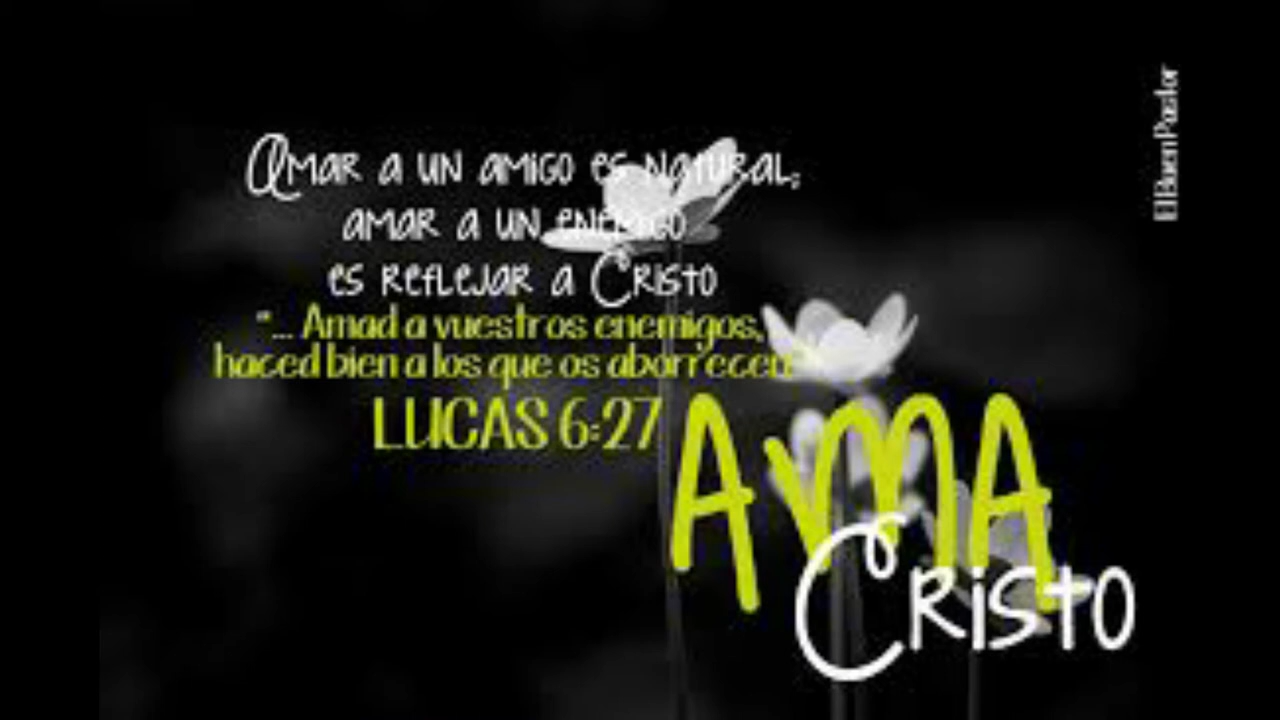 Amar a un amigo es natural;
amar a un enemigo
es reflejar a Cristo
"... Amad a vuestros enemigos,
haced bien a los que os aborrecen"
LUCAS 6:27
AMA
Cristo
El Buen Pastor